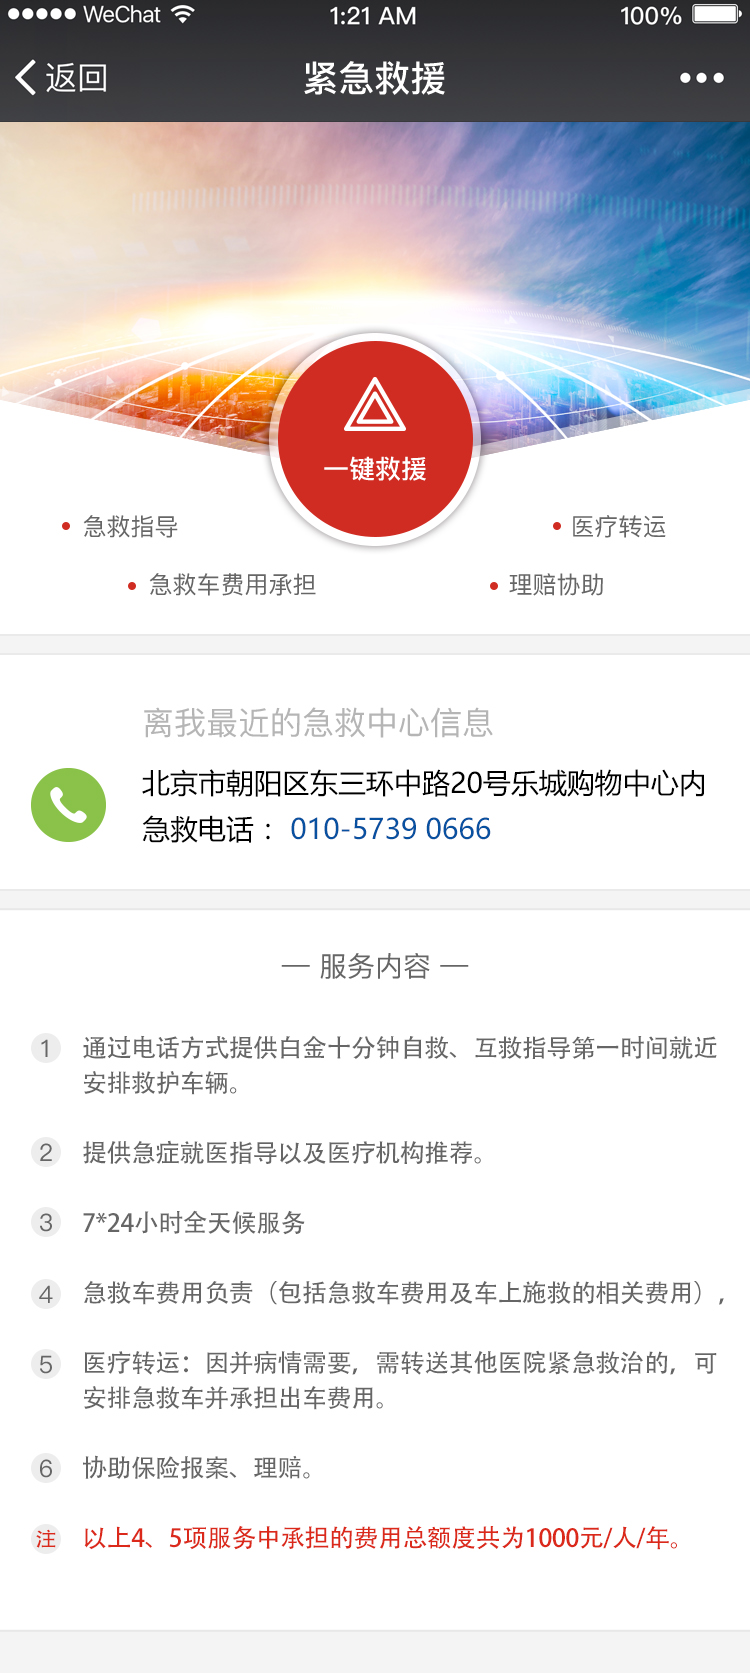 WeChat 1:21 AM 100%
返回 紧急救援
一键救援
急救指导 医疗转运
急救车费用承担 理赔协助
离我最近的急救中心信息
北京市朝阳区东三环中路20号乐城购物中心内
急救电话： 010-5739 0666
— 服务内容 —
1 通过电话方式提供白金十分钟自救、互救指导第一时间就近
安排救护车辆。
2 提供急症就医指导以及医疗机构推荐。
3 7*24小时全天候服务
4 急救车费用负责（包括急救车费用及车上施救的相关费用），
5 医疗转运：因并病情需要，需转送其他医院紧急救治的，可
安排急救车并承担出车费用。
6 协助保险报案、理赔。
注 以上4、5项服务中承担的费用总额度共为1000元/人/年。